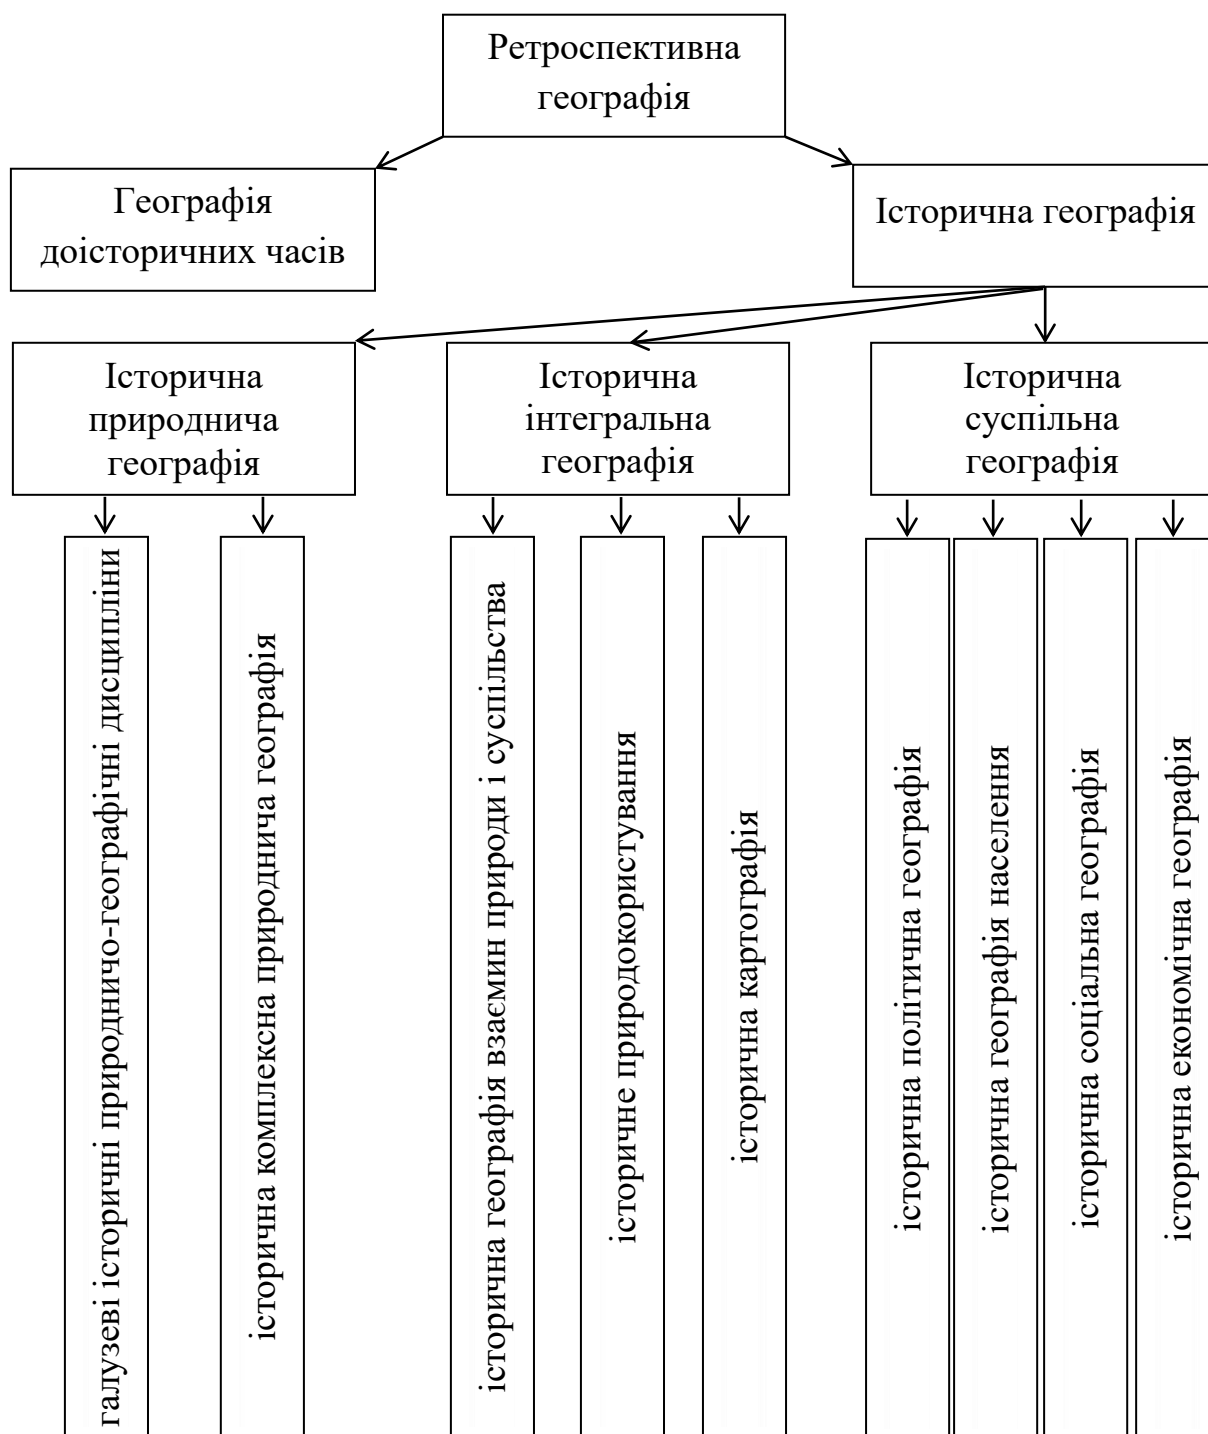 Ретроспективна
географія
Географія
доісторичних часів
Історична географія
Історична
природнича
географія
Історична
інтегральна
географія
Історична
суспільна
географія
галузеві історичні природничо-географічні дисципліни
історична комплексна природнича географія
історична географія взаємин природи і суспільства
історичне природокористування
історична картографія
історична політична географія
історична географія населення
історична соціальна географія
історична економічна географія